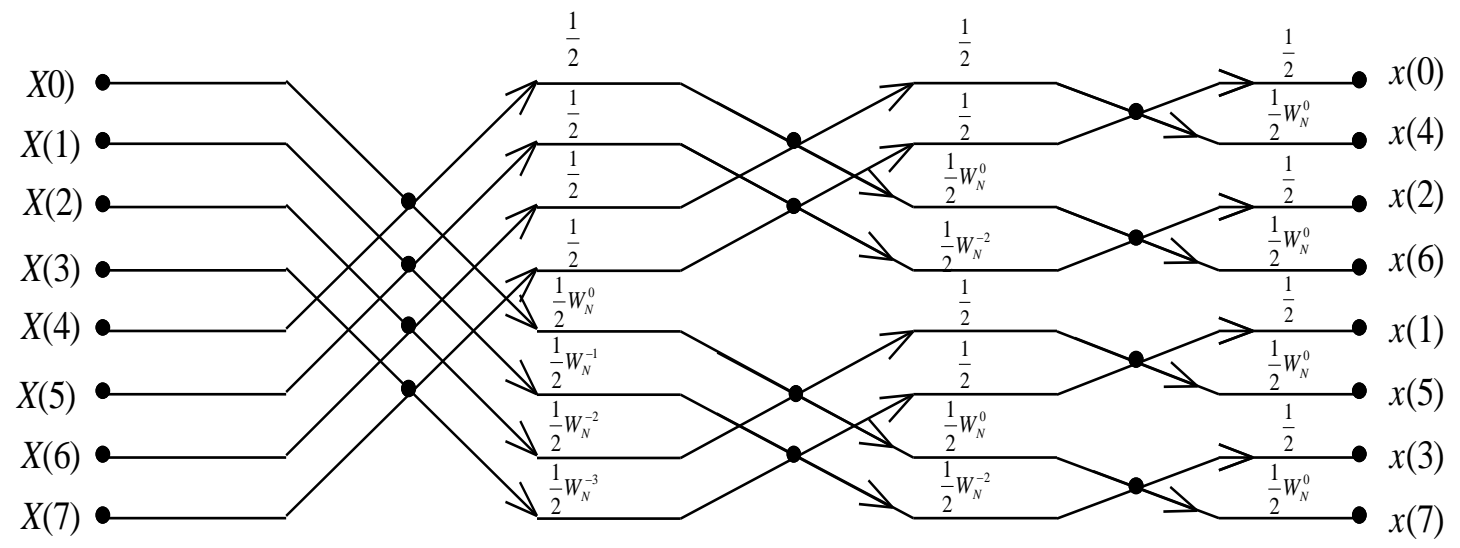 X0)
X(1)
X(2)
X(3)
X(4)
X(5)
X(6)
X(7)
1/2
1/2
1/2
1/2
1/2 W_N^0
1/2 W_N^-1
1/2 W_N^-2
1/2 W_N^-3
1/2
1/2
1/2 W_N^0
1/2 W_N^-2
1/2
1/2
1/2 W_N^0
1/2 W_N^-2
1/2
1/2 W_N^0
1/2
1/2 W_N^0
1/2
1/2 W_N^0
1/2
1/2 W_N^0
x(0)
x(4)
x(2)
x(6)
x(1)
x(5)
x(3)
x(7)